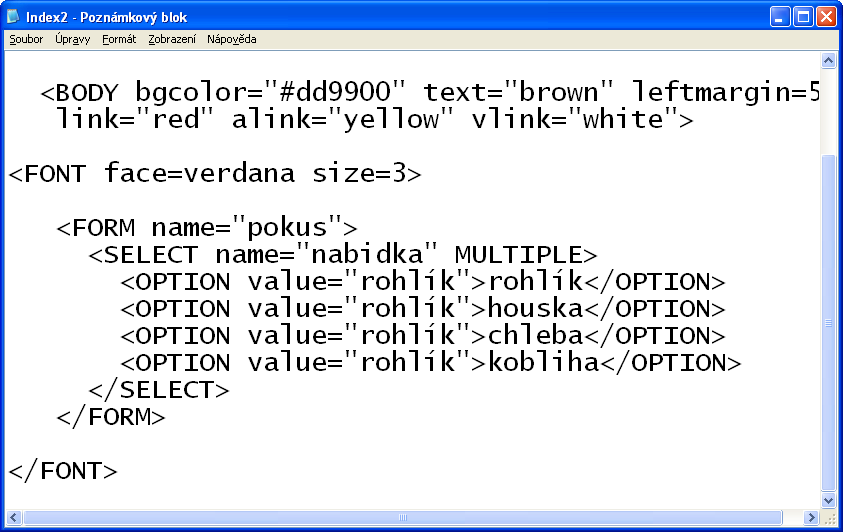 Index2 - Poznámkový blok
Soubor Úpravy Formát Zobrazení Nápověda
<BODY bgcolor="#dd9900" text="brown" leftmargin=5
link="red" alink="yellow" vlink="white">
<FONT face=verdana size=3>
<FORM name="pokus">
<SELECT name="nabidka" MULTIPLE>
<OPTION value="rohlík">rohlík</OPTION>
<OPTION value="rohlík">houska</OPTION>
<OPTION value="rohlík">chleba</OPTION>
<OPTION value="rohlík">kobliha</OPTION>
</SELECT>
</FORM>
</FONT>